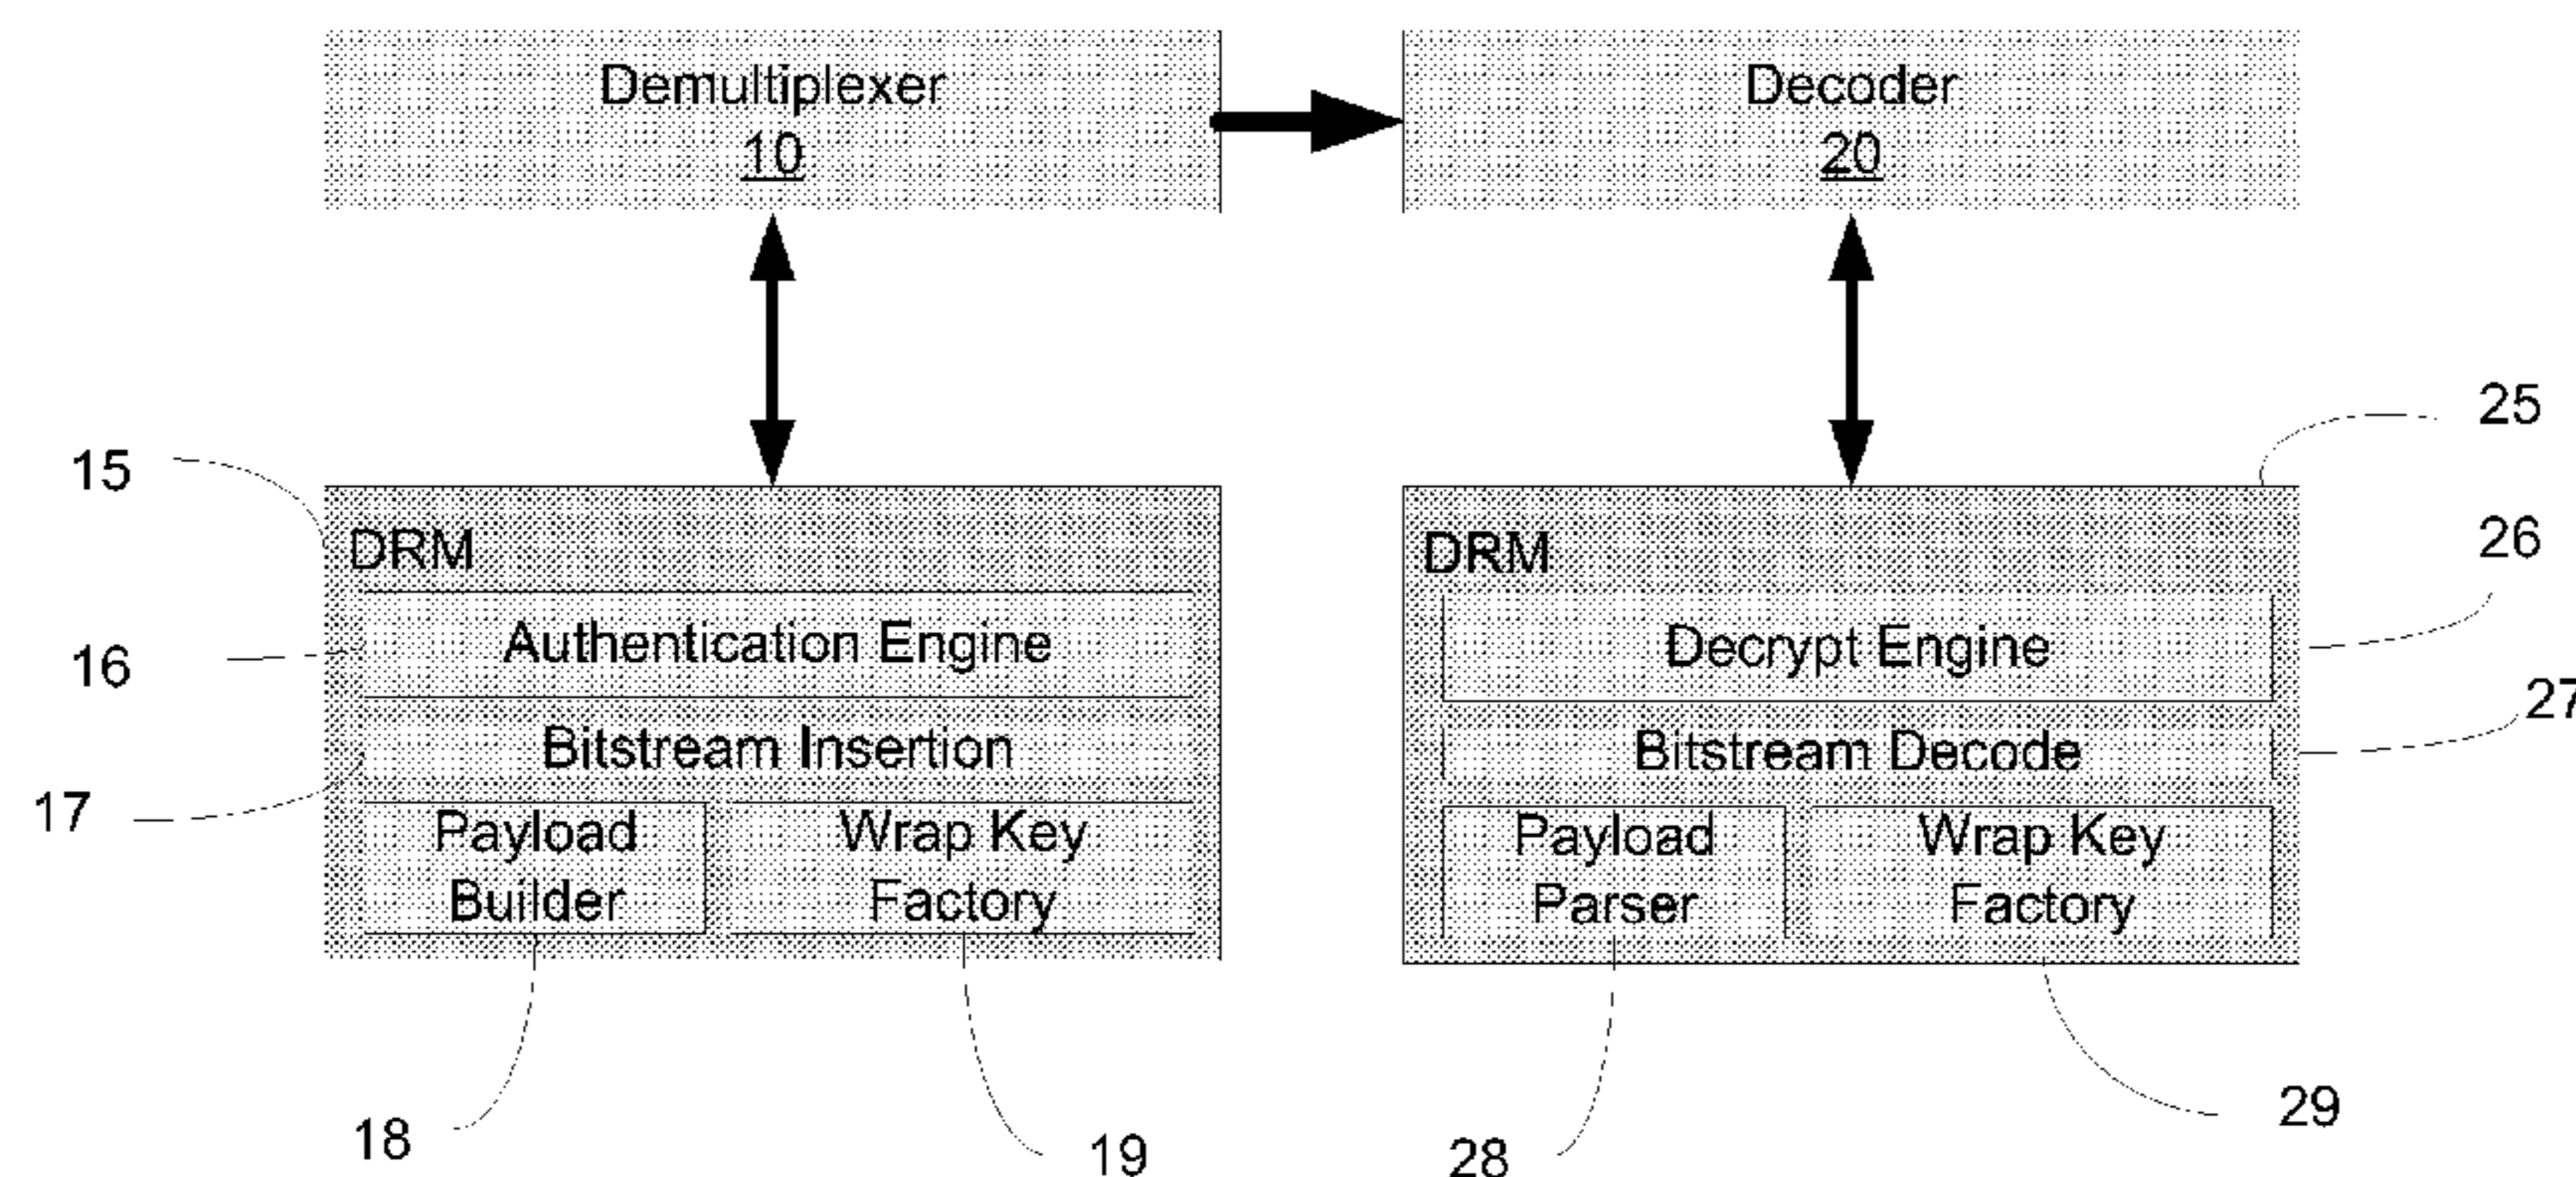 Demultiplexer
10
Decoder
20
15
DRM
Authentication Engine
16
Bitstream Insertion
17
Payload
Builder
Wrap Key
Factory
18
19
25
DRM
26
Decrypt Engine
27
Bitstream Decode
Payload
Parser
Wrap Key
Factory
28
29